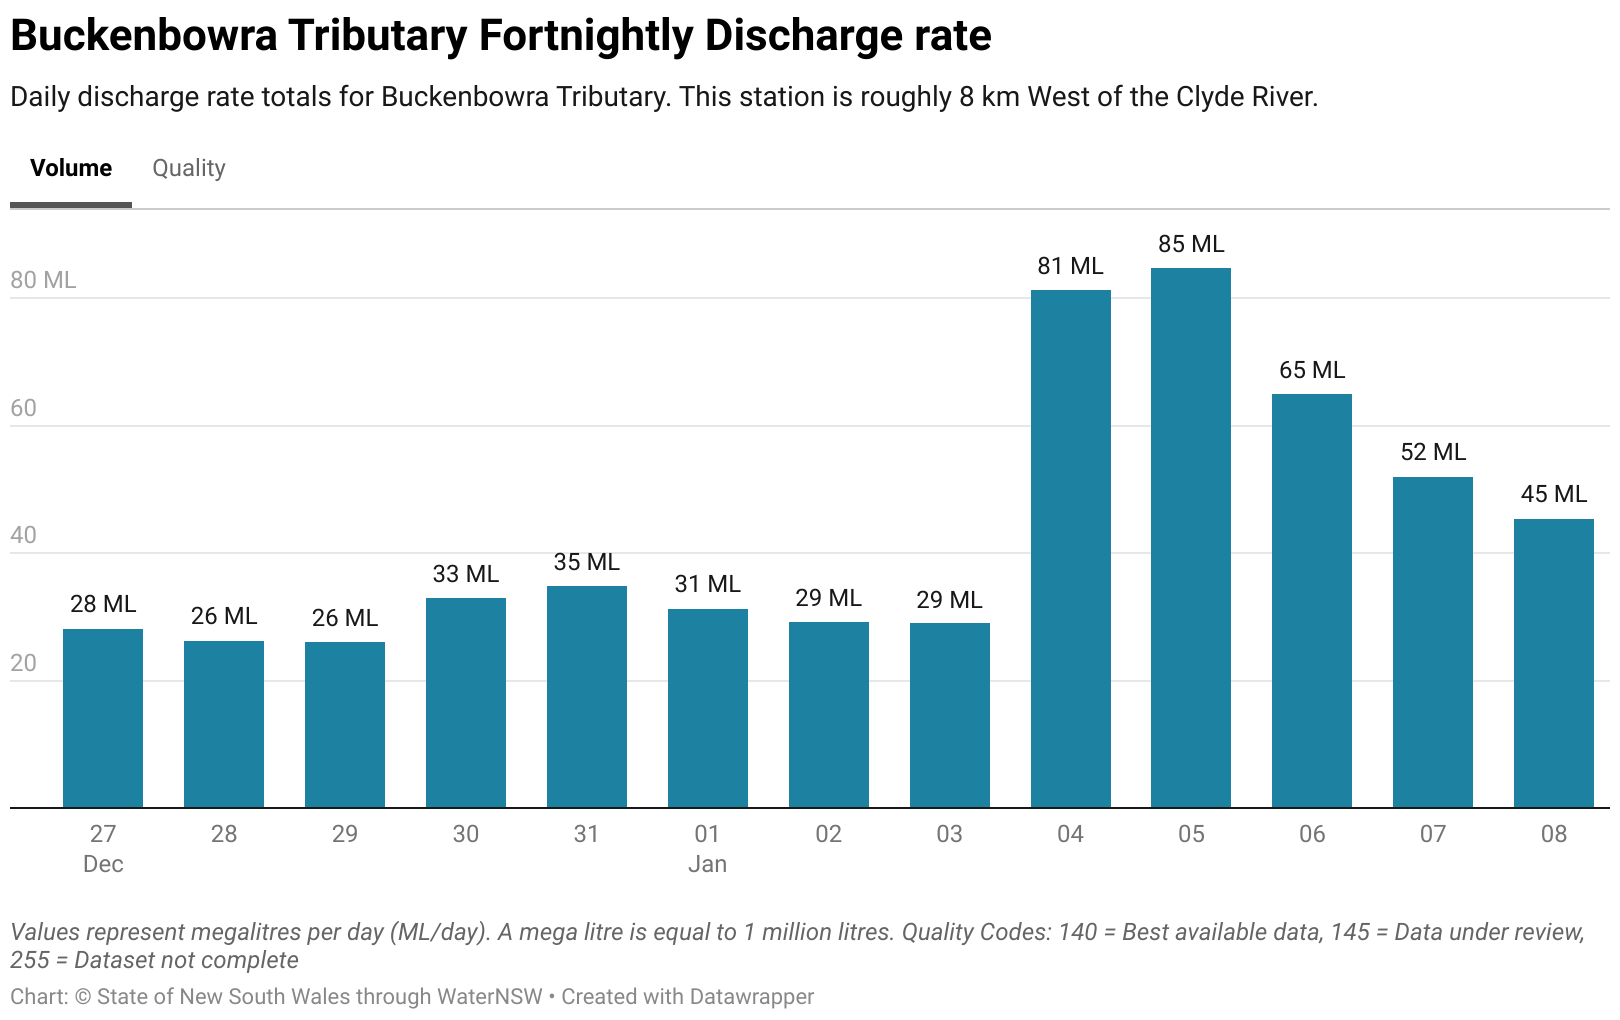 Buckenbowra Tributary Fortnightly Discharge rate
Daily discharge rate totals for Buckenbowra Tributary. This station is roughly 8 km West of the Clyde River.
Volume Quality
80 ML
60
40
20
28 ML
26 ML
26 ML
33 ML
35 ML
31 ML
29 ML
29 ML
81 ML
85 ML
65 ML
52 ML
45 ML
27 28 29 30 31 01 02 03 04 05 06 07 08
Dec Jan
Values represent megalitres per day (ML/day). A mega litre is equal to 1 million litres. Quality Codes: 140 = Best available data, 145 = Data under review,
255 = Dataset not complete
Chart: © State of New South Wales through WaterNSW • Created with Datawrapper